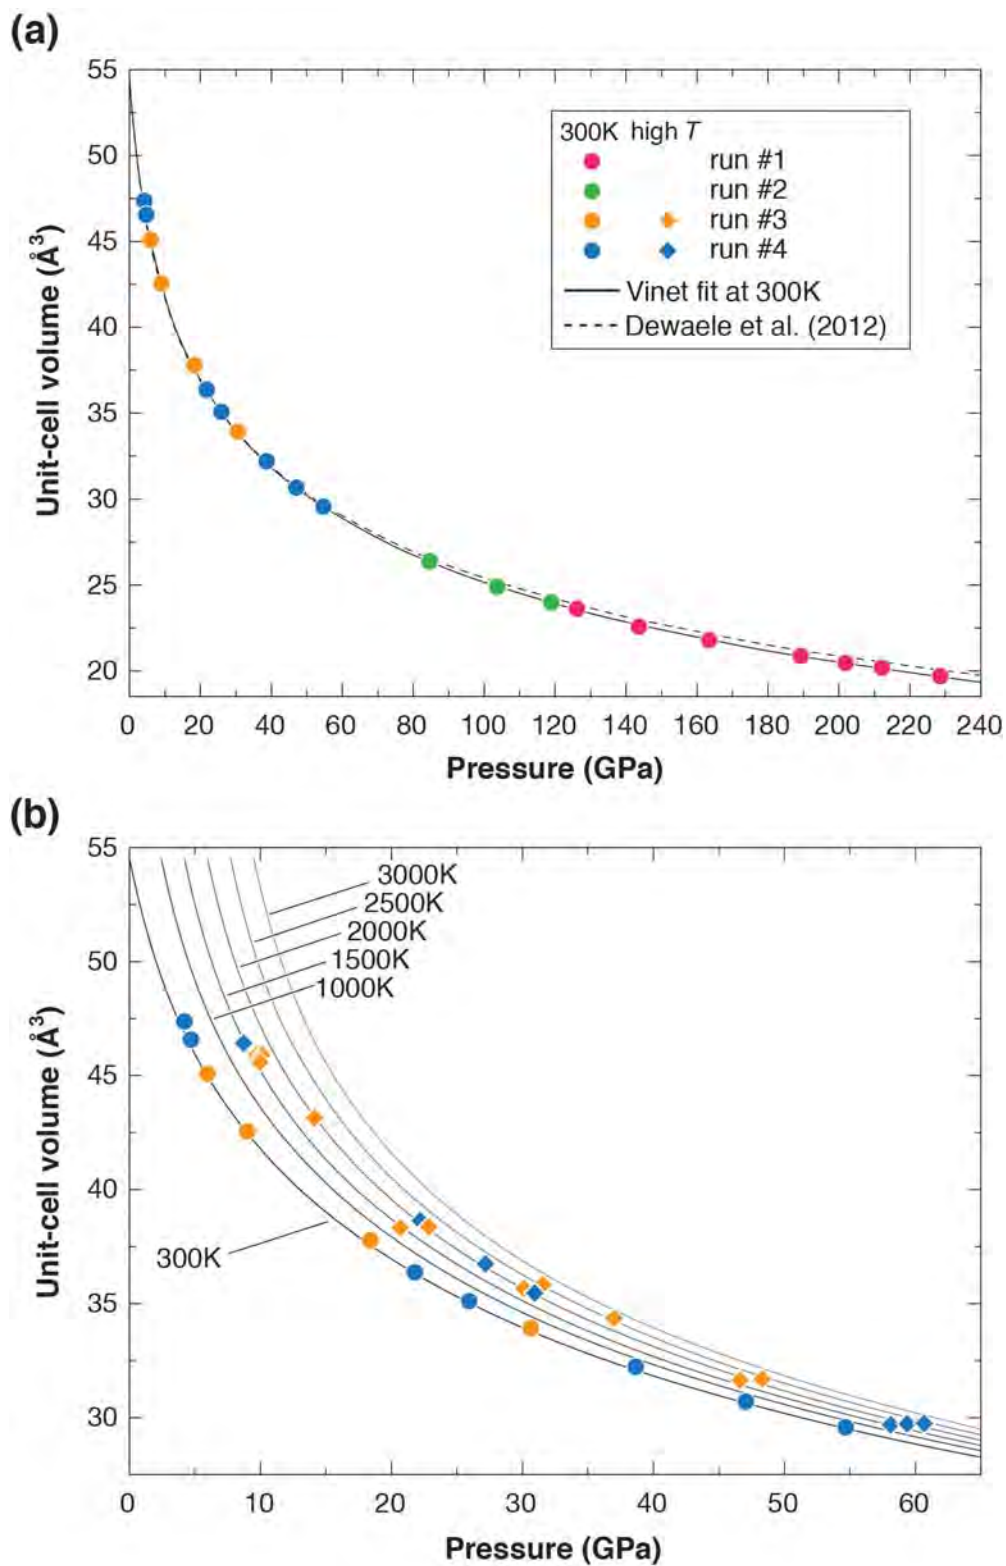 (a)
55
50
45
40
35
30
25
20
Unit-cell volume (Å³)
300K high T
run #1
run #2
run #3
run #4
Vinet fit at 300K
Dewaele et al. (2012)
0 20 40 60 80 100 120 140 160 180 200 220 240
Pressure (GPa)
(b)
55
50
45
40
35
30
Unit-cell volume (Å³)
3000K
2500K
2000K
1500K
1000K
300K
0 10 20 30 40 50 60
Pressure (GPa)